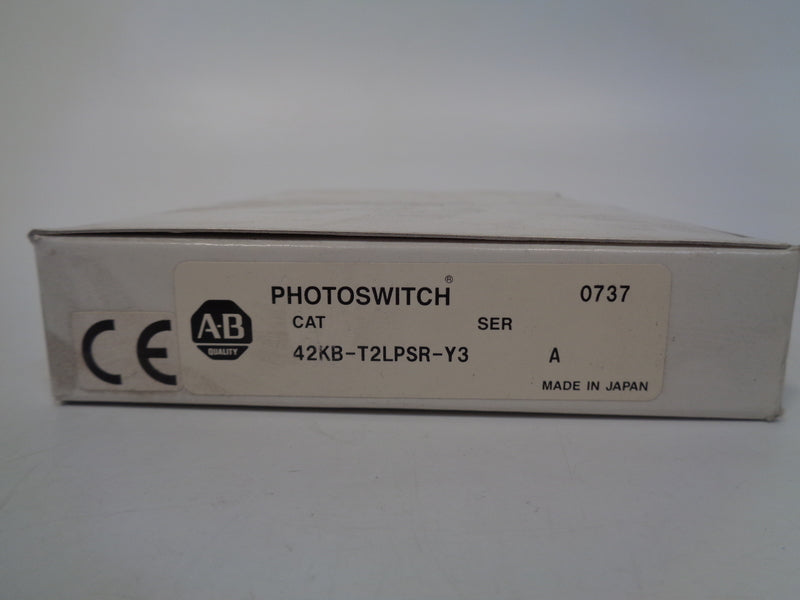 PHOTOSWITCH® 0737
CAT SER
42KB-T2LPSR-Y3 A
MADE IN JAPAN
A-B
QUALITY
CE